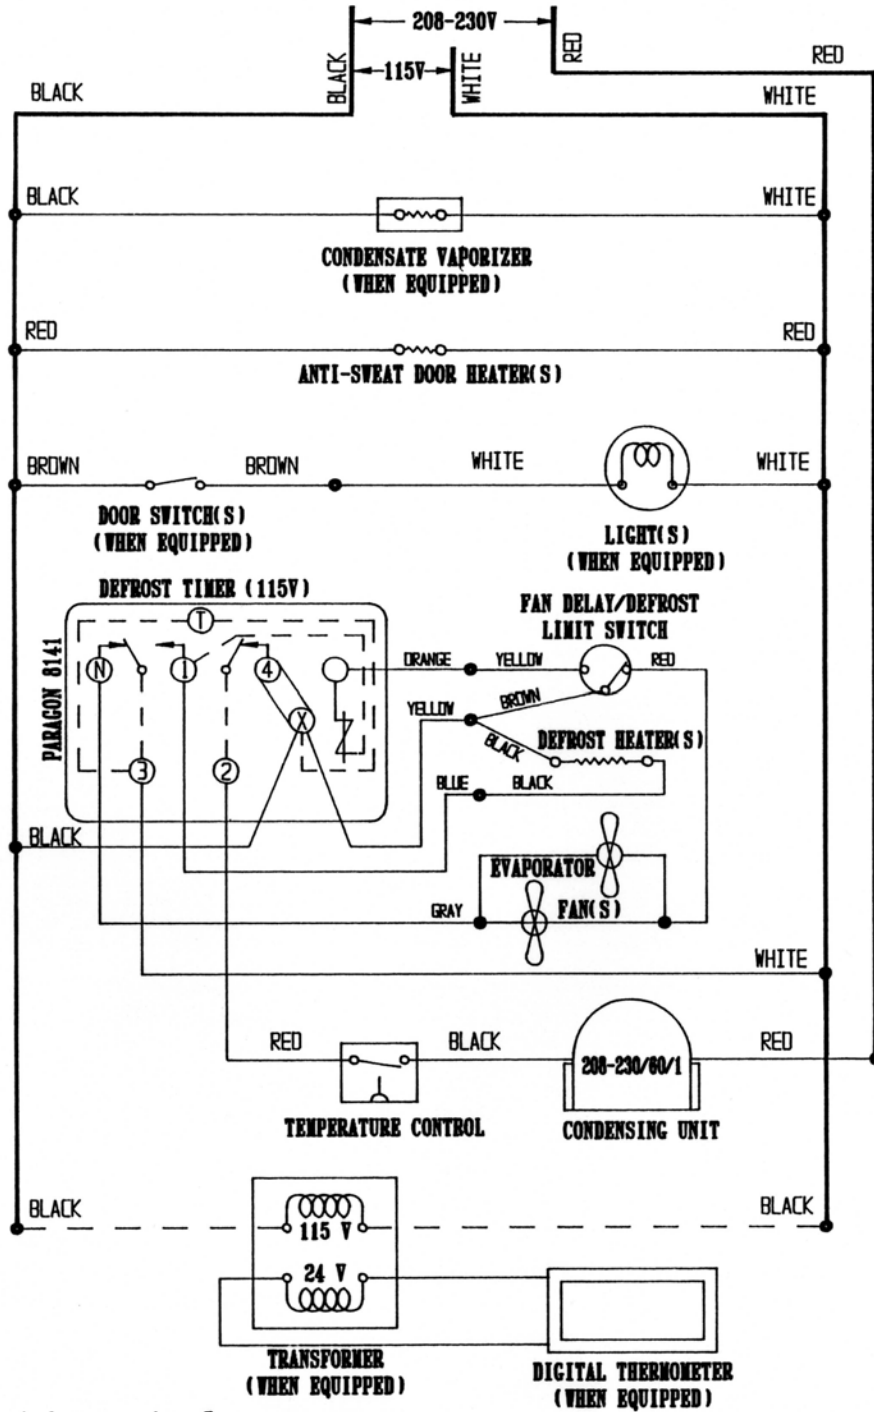 208-230V
BLACK
115V
WHITE
RED
RED
BLACK
WHITE
BLACK
WHITE
CONDENSATE VAPORIZER
(WHEN EQUIPPED)
RED
RED
ANTI-SWEAT DOOR HEATER(S)
BROWN
BROWN
WHITE
WHITE
DOOR SWITCH(S)
(WHEN EQUIPPED)
LIGHT(S)
(WHEN EQUIPPED)
DEFROST TIMER (115V)
FAN DELAY/DEFROST
LIMIT SWITCH
PARAGON 8141
T
N
1
4
X
3
2
ORANGE
YELLOW
RED
YELLOW
BROWN
BLACK
DEFROST HEATER(S)
BLUE
BLACK
BLACK
EVAPORATOR
FAN(S)
GRAY
WHITE
RED
BLACK
RED
208-230/60/1
TEMPERATURE CONTROL
CONDENSING UNIT
BLACK
BLACK
115 V
24 V
TRANSFORMER
(WHEN EQUIPPED)
DIGITAL THERMOMETER
(WHEN EQUIPPED)